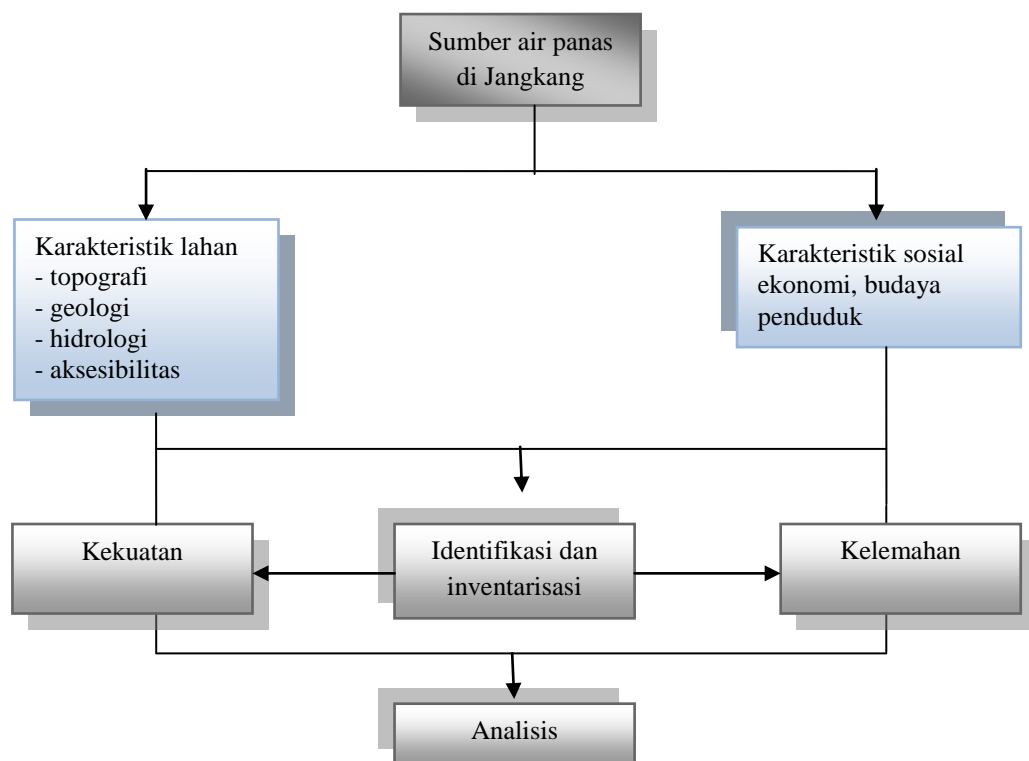 Sumber air panas
di Jangkang
Karakteristik lahan
- topografi
- geologi
- hidrologi
- aksesibilitas
Karakteristik sosial
ekonomi, budaya
penduduk
Kekuatan
Identifikasi dan
inventarisasi
Kelemahan
Analisis